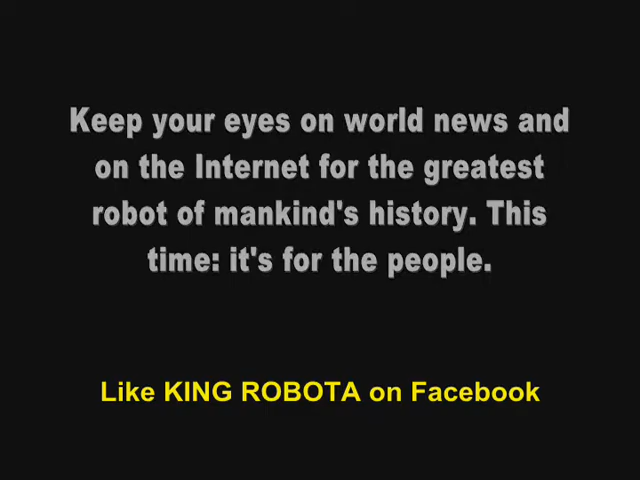 Keep your eyes on world news and
on the Internet for the greatest
robot of mankind's history. This
time: it's for the people.
Like KING ROBOTA on Facebook